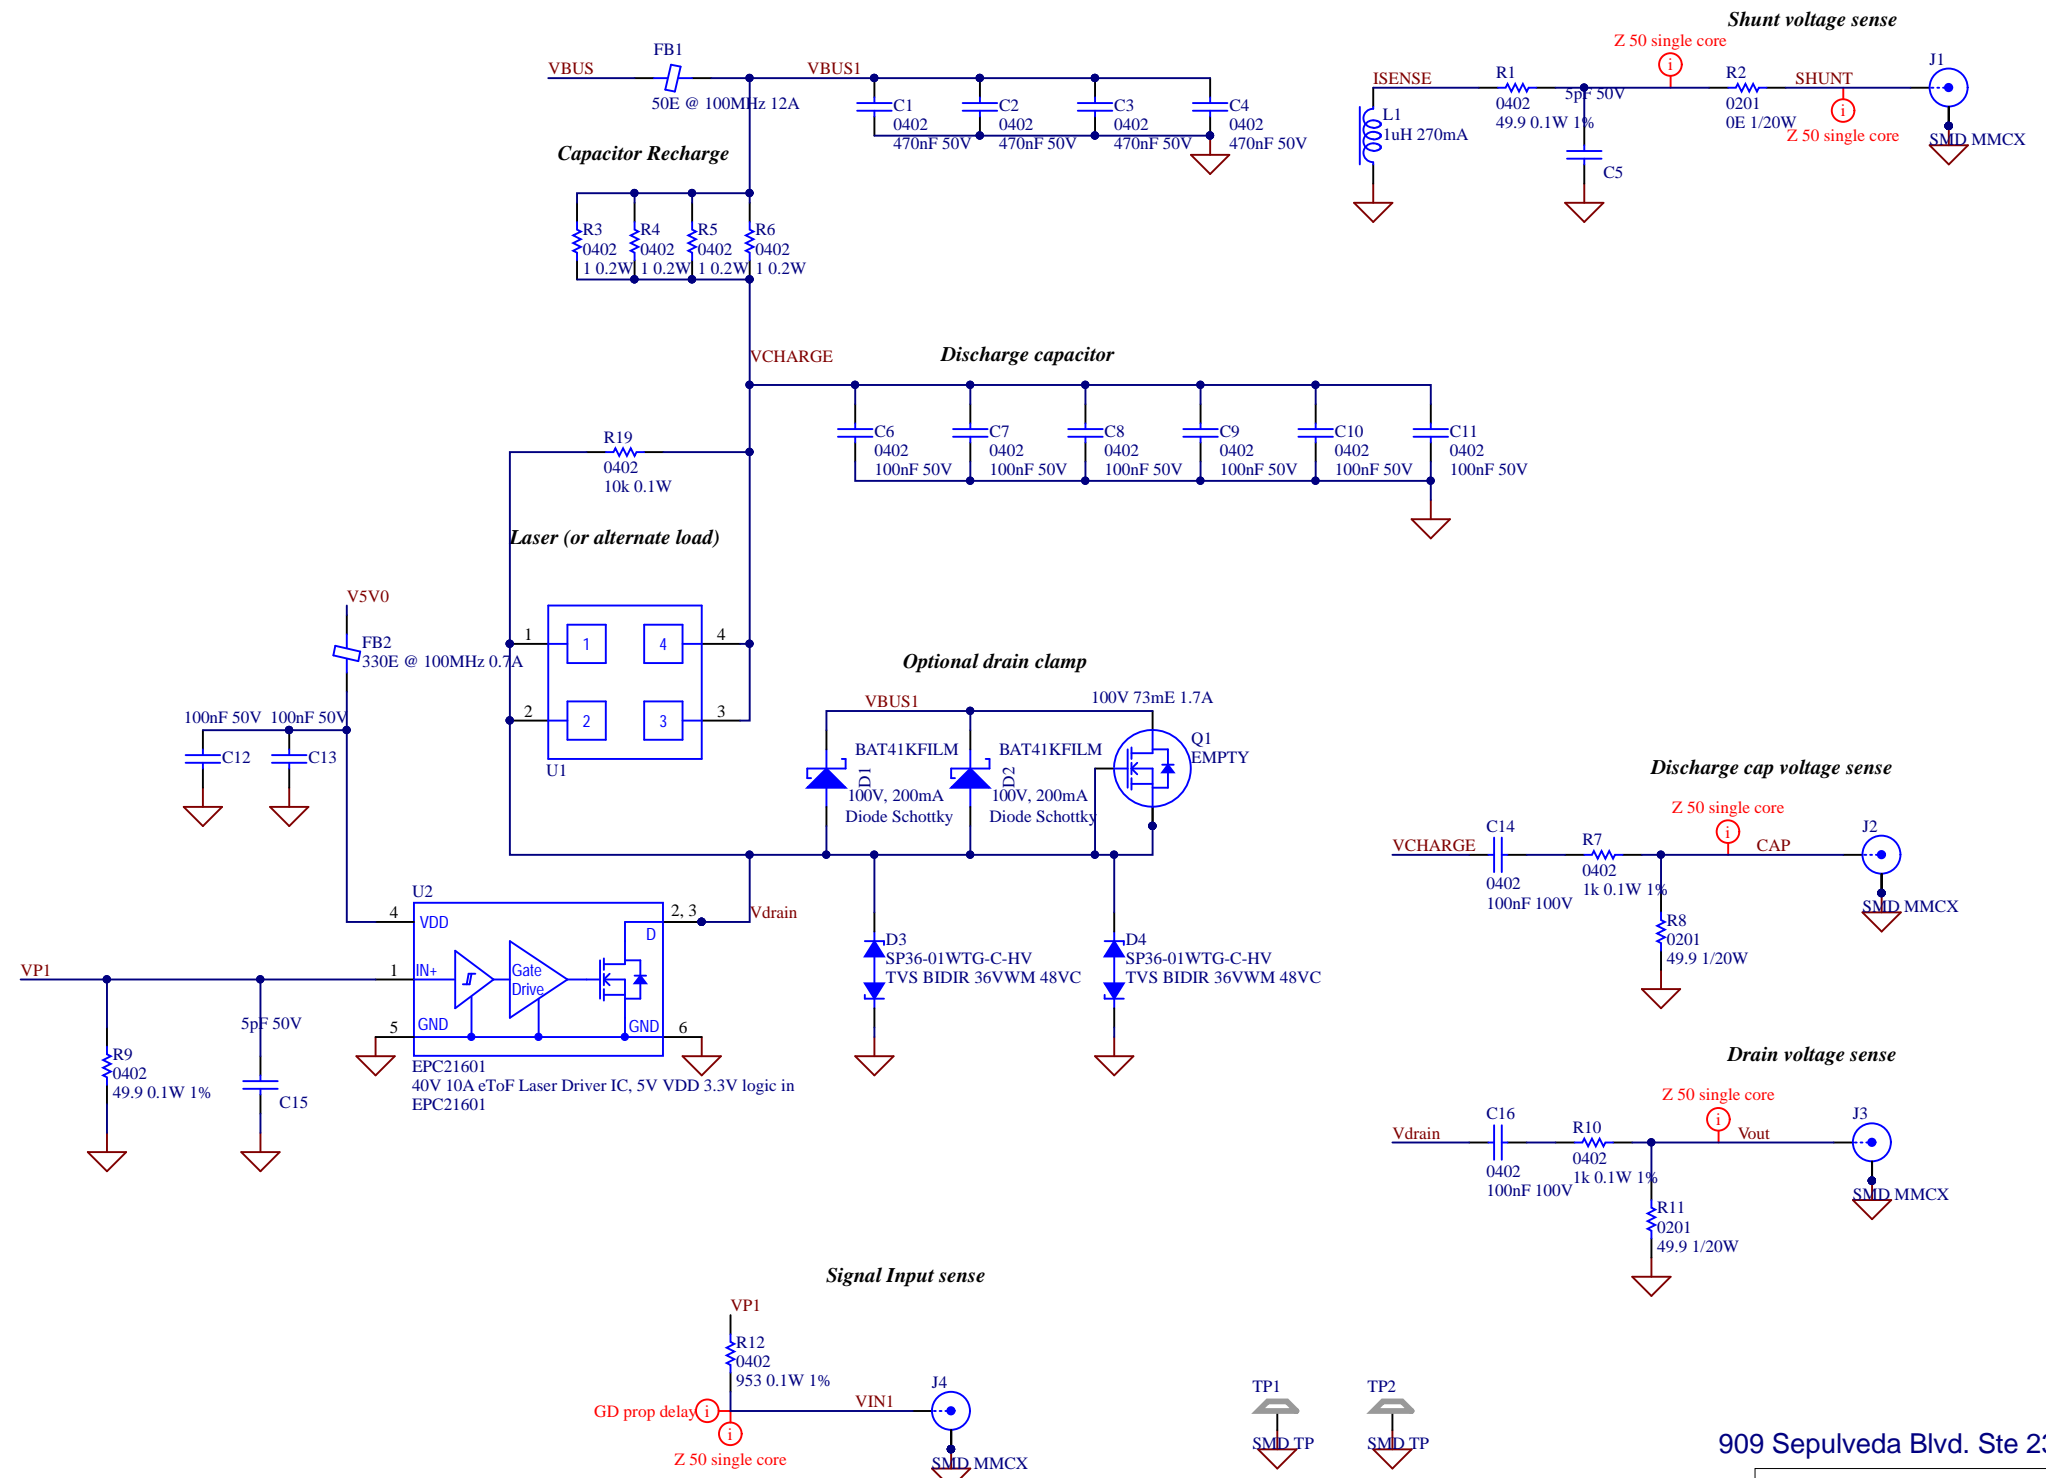 Shunt voltage sense
Z 50 single core
J1
FB1
VBUS
VBUS1
50E @ 100MHz 12A
C1
0402
470nF 50V
C2
0402
470nF 50V
C3
0402
470nF 50V
C4
0402
470nF 50V
ISENSE
R1
0402
49.9 0.1W 1%
5pF 50V
R2
0201
0E 1/20W
SHUNT
Z 50 single core
SMD MMCX
L1
1uH 270mA
C5
Capacitor Recharge
R3
0402
1 0.2W
R4
0402
1 0.2W
R5
0402
1 0.2W
R6
0402
1 0.2W
VCHARGE
Discharge capacitor
C6
0402
100nF 50V
C7
0402
100nF 50V
C8
0402
100nF 50V
C9
0402
100nF 50V
C10
0402
100nF 50V
C11
0402
100nF 50V
R19
0402
10k 0.1W
Laser (or alternate load)
V5V0
FB2
330E @ 100MHz 0.7A
1
1
4
4
2
2
3
3
U1
100nF 50V
100nF 50V
C12
C13
Optional drain clamp
VBUS1
100V 73mE 1.7A
BAT41KFILM
D1
100V, 200mA
Diode Schottky
BAT41KFILM
D2
100V, 200mA
Diode Schottky
Q1
EMPTY
Discharge cap voltage sense
Z 50 single core
VCHARGE
C14
0402
100nF 100V
R7
0402
1k 0.1W 1%
CAP
J2
SMD MMCX
R8
0201
49.9 1/20W
U2
4
VDD
2, 3
D
Vdrain
VP1
1
IN+
Gate
Drive
5
GND
GND
6
EPC21601
40V 10A eToF Laser Driver IC, 5V VDD 3.3V logic in
EPC21601
D3
SP36-01WTG-C-HV
TVS BIDIR 36VWM 48VC
D4
SP36-01WTG-C-HV
TVS BIDIR 36VWM 48VC
5pF 50V
R9
0402
49.9 0.1W 1%
C15
Drain voltage sense
Z 50 single core
Vdrain
C16
0402
100nF 100V
R10
0402
1k 0.1W 1%
Vout
J3
SMD MMCX
R11
0201
49.9 1/20W
Signal Input sense
VP1
R12
0402
953 0.1W 1%
GD prop delay
i
i
i
i
i
i
Z 50 single core
VIN1
J4
SMD MMCX
TP1
SMD TP
TP2
SMD TP
909 Sepulveda Blvd. Ste 23